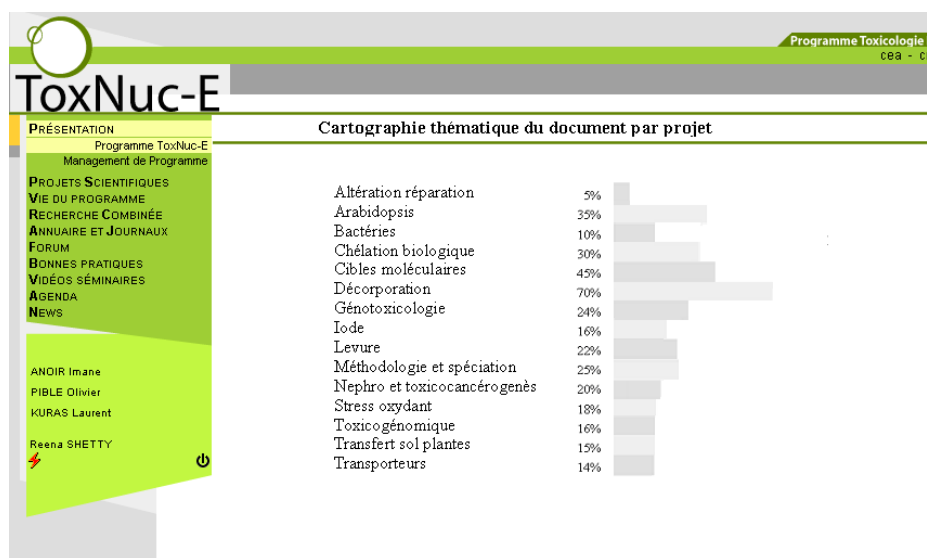 Programme Toxicologie
cea - c
ToxNuc-E
PRÉSENTATION
Programme ToxNuc-E
Management de Programme
PROJETS SCIENTIFIQUES
VIE DU PROGRAMME
RECHERCHE COMBINÉE
ANNUAIRE ET JOURNAUX
FORUM
BONNES PRATIQUES
VIDÉOS SÉMINAIRES
AGENDA
NEWS
ANOIR Imane
PIBLE Olivier
KURAS Laurent
Reena SHETTY
Cartographie thématique du document par projet
Altération réparation 5%
Arabidopsis 35%
Bactéries 10%
Chélation biologique 30%
Cibles moléculaires 45%
Décorporation 70%
Génotoxicologie 24%
Iode 16%
Levure 22%
Méthodologie et spéciation 25%
Nephro et toxicocancérogenès 20%
Stress oxydant 18%
Toxicogénomique 16%
Transfert sol plantes 15%
Transporteurs 14%